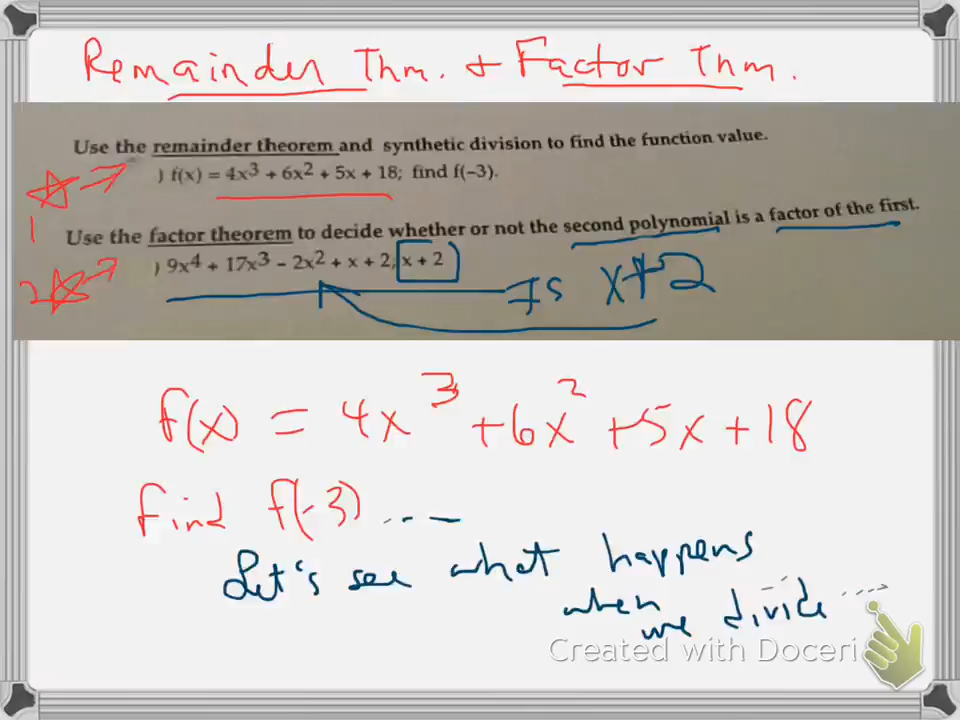 Remainder Thm. & Factor Thm.
Use the remainder theorem and synthetic division to find the function value.
) f(x) = 4x³ + 6x² + 5x + 18; find f(−3).
1
Use the factor theorem to decide whether or not the second polynomial is a factor of the first.
2 ) 9x⁴ + 17x³ − 2x² + x + 2, x + 2
Is x+2
f(x) = 4x³ + 6x² + 5x + 18
find f(-3) ...
Let's see what happens
when
we divide ....
Created with Doceri